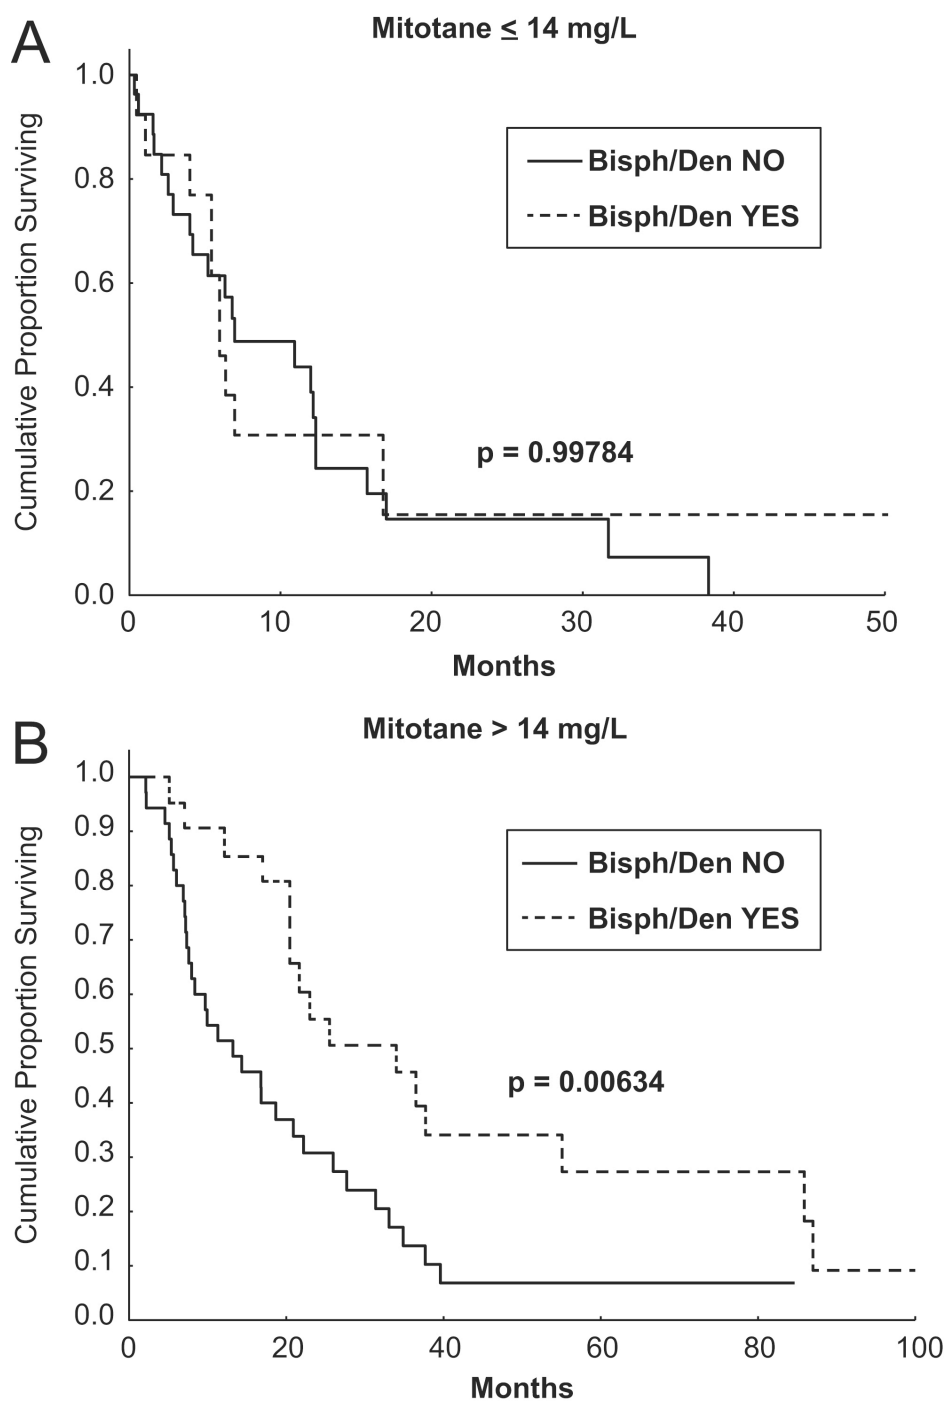 A
Mitotane ≤ 14 mg/L
Cumulative Proportion Surviving
1.0
0.8
0.6
0.4
0.2
0.0
Bisph/Den NO
Bisph/Den YES
p = 0.99784
0 10 20 30 40 50
Months
B
Mitotane > 14 mg/L
Cumulative Proportion Surviving
1.0
0.9
0.8
0.7
0.6
0.5
0.4
0.3
0.2
0.1
0.0
Bisph/Den NO
Bisph/Den YES
p = 0.00634
0 20 40 60 80 100
Months